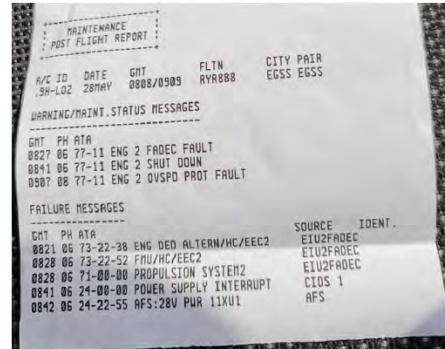 MAINTENANCE
POST FLIGHT REPORT
A/C ID DATE GMT FLTN CITY PAIR
.9H-LOZ 28MAY 0808/0909 RYR888 EGSS EGSS
WARNING/MAINT.STATUS MESSAGES
GMT PH ATA
0827 06 77-11 ENG 2 FADEC FAULT
0841 06 77-11 ENG 2 SHUT DOWN
0907 08 77-11 ENG 2 OVSPD PROT FAULT
FAILURE MESSAGES
GMT PH ATA SOURCE IDENT.
0821 06 73-22-38 ENG DED ALTERN/HC/EEC2 EIU2FADEC
0828 06 73-22-52 FMU/HC/EEC2 EIU2FADEC
0828 06 71-00-00 PROPULSION SYSTEM2 EIU2FADEC
0841 06 24-00-00 POWER SUPPLY INTERRUPT CIDS 1
0842 06 24-22-55 AFS:28V PWR 11XU1 AFS